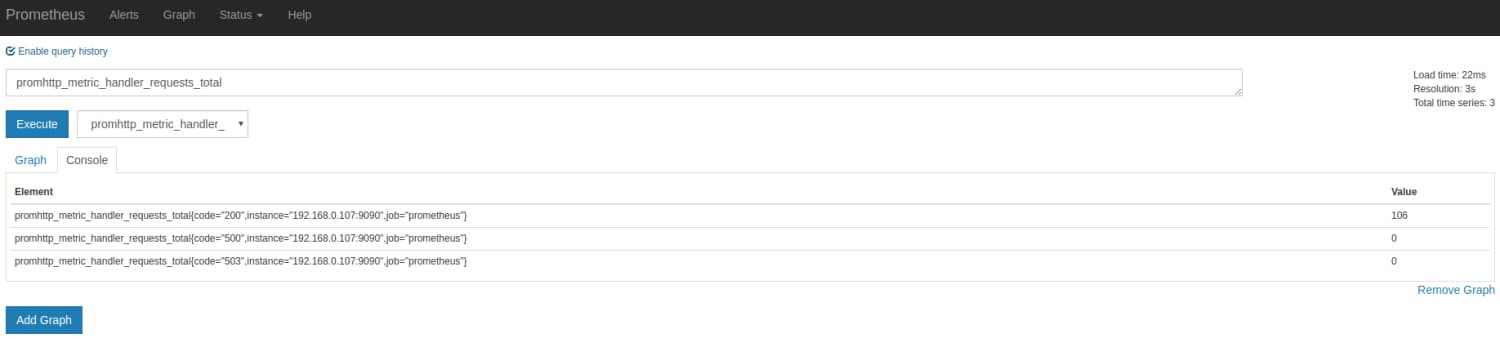 Prometheus Alerts Graph Status Help
Enable query history
promhttp_metric_handler_requests_total
Load time: 22ms
Resolution: 3s
Total time series: 3
Execute promhttp_metric_handler_
Graph Console
Element Value
promhttp_metric_handler_requests_total{code="200",instance="192.168.0.107:9090",job="prometheus"} 106
promhttp_metric_handler_requests_total{code="500",instance="192.168.0.107:9090",job="prometheus"} 0
promhttp_metric_handler_requests_total{code="503",instance="192.168.0.107:9090",job="prometheus"} 0
Remove Graph
Add Graph